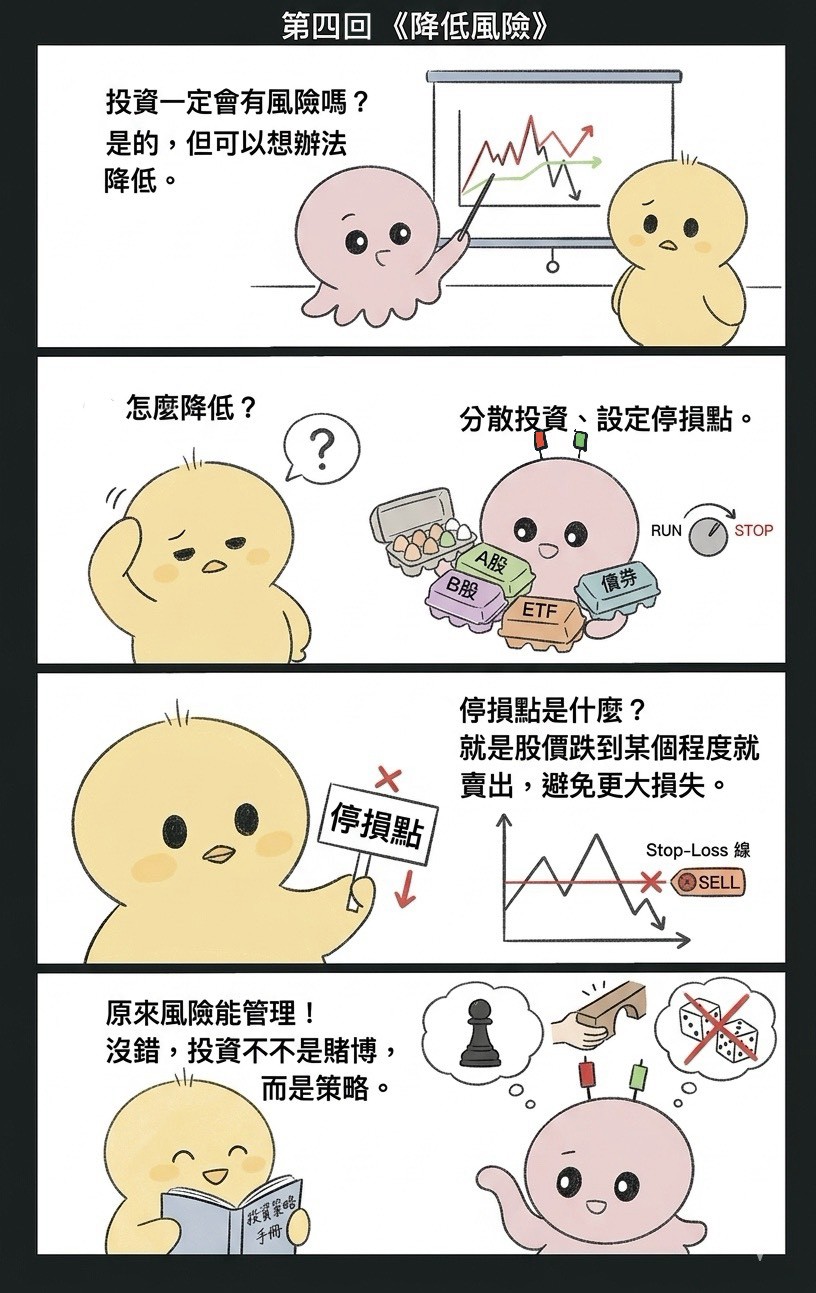 第四回 《降低風險》
投資一定會有風險嗎？
是的，但可以想辦法
降低。
怎麼降低？
?
分散投資、設定停損點。
A股
B股
ETF
債券
RUN
STOP
停損點
停損點是什麼？
就是股價跌到某個程度就
賣出，避免更大損失。
Stop-Loss 線
SELL
原來風險能管理！
沒錯，投資不不是賭博，
而是策略。
投資策略
手冊